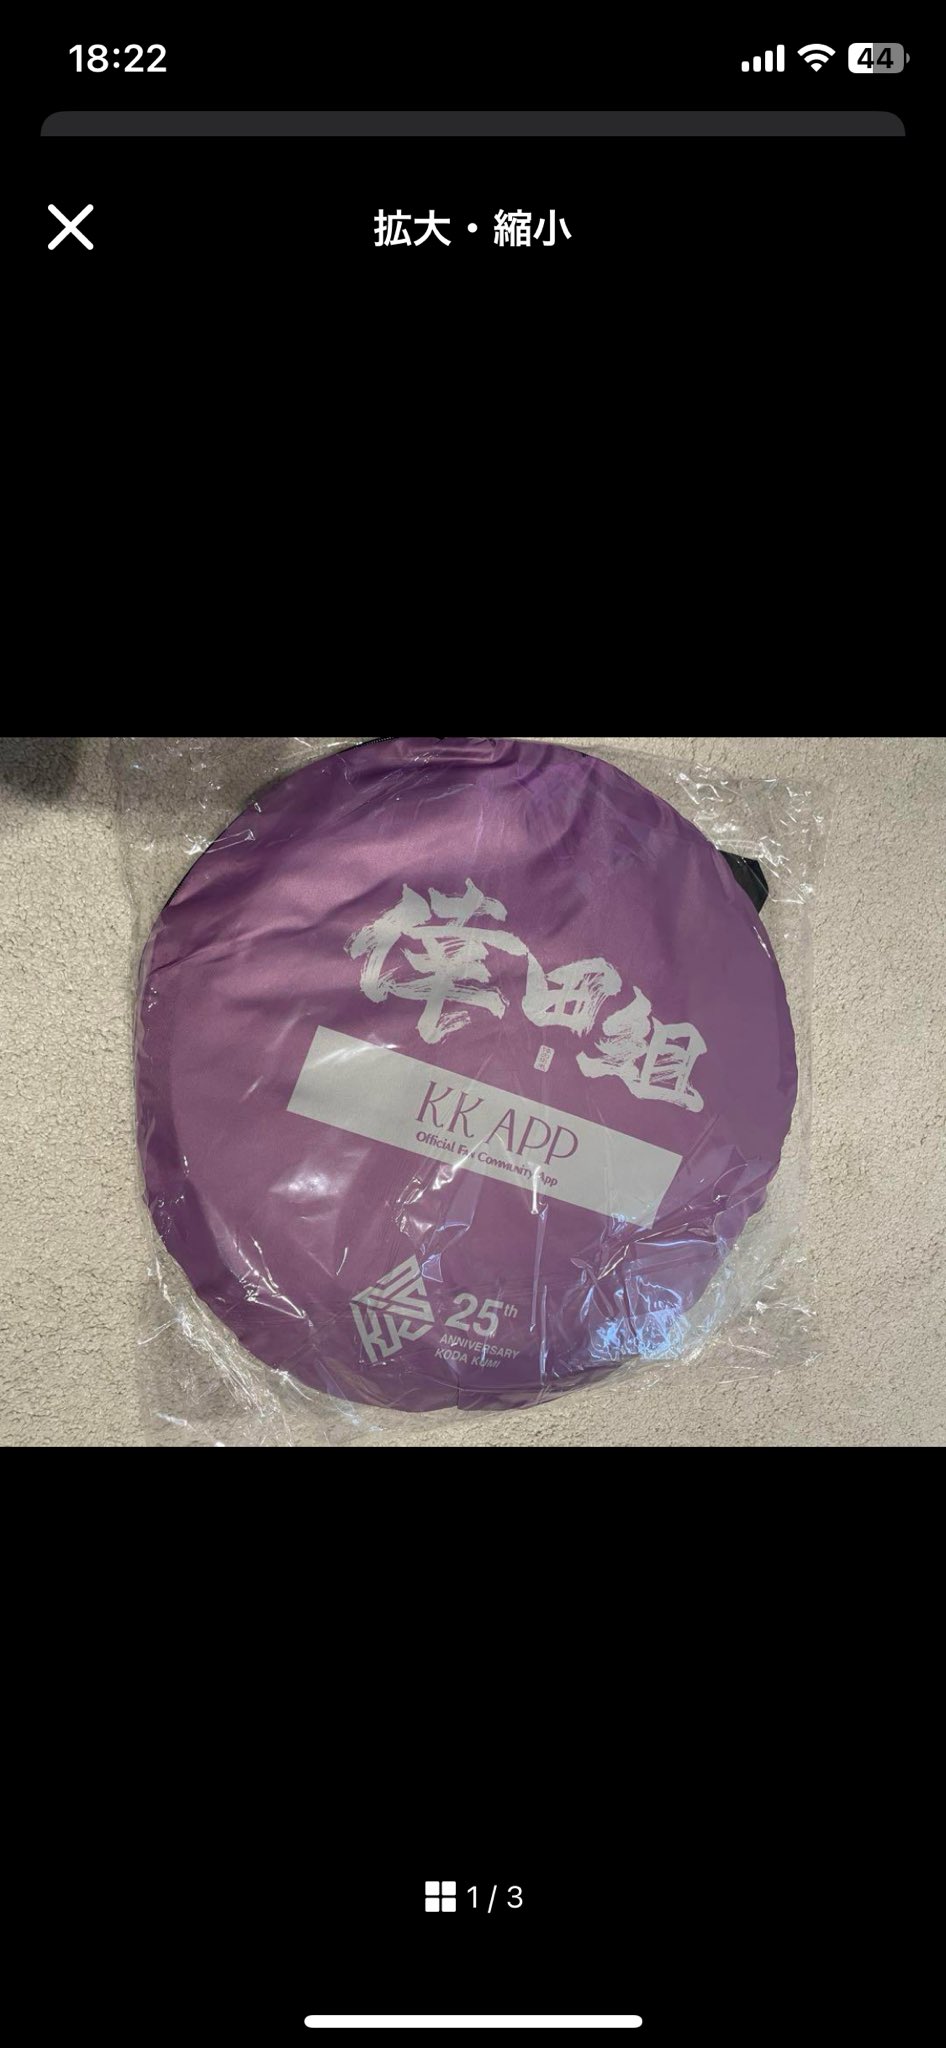 18:22
44
拡大・縮小
倖田組
KK APP
Official Fan Community App
25th
ANNIVERSARY
KODA KUMI
1 / 3